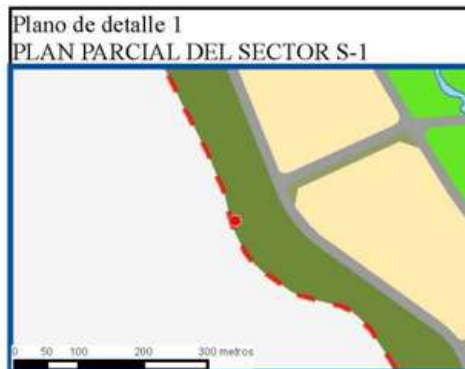 Plano de detalle 1
PLAN PARCIAL DEL SECTOR S-1
0 50 100 200 300 metros